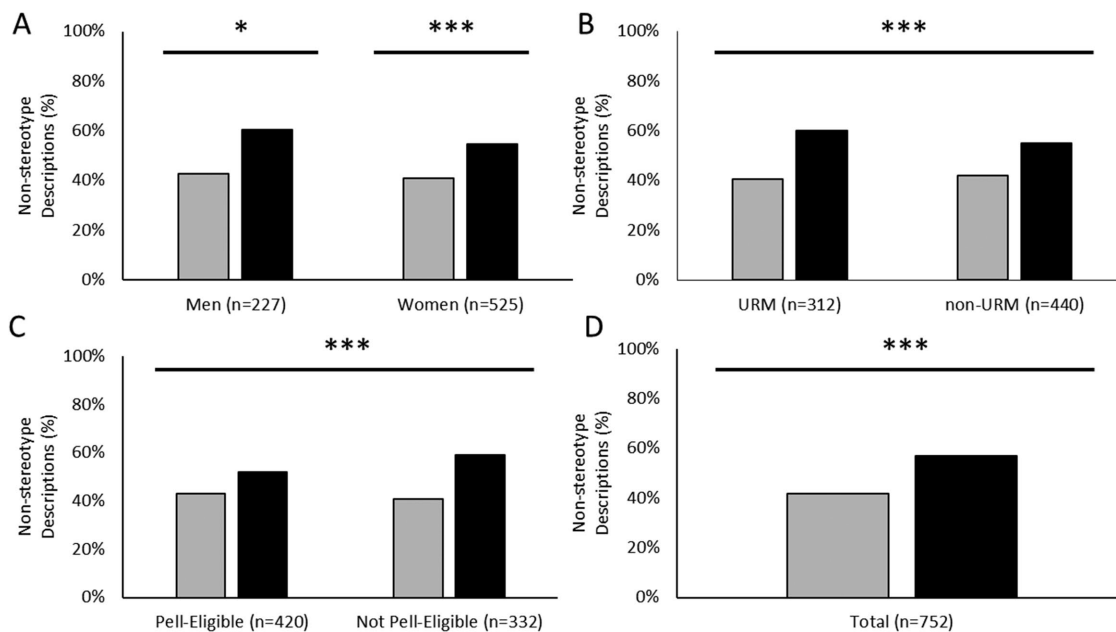 A
Non-stereotype
Descriptions (%)
100%
80%
60%
40%
20%
0%
*
***
Men (n=227)
Women (n=525)
B
Non-stereotype
Descriptions (%)
100%
80%
60%
40%
20%
0%
***
URM (n=312)
non-URM (n=440)
C
Non-stereotype
Descriptions (%)
100%
80%
60%
40%
20%
0%
***
Pell-Eligible (n=420)
Not Pell-Eligible (n=332)
D
Non-stereotype
Descriptions (%)
100%
80%
60%
40%
20%
0%
***
Total (n=752)